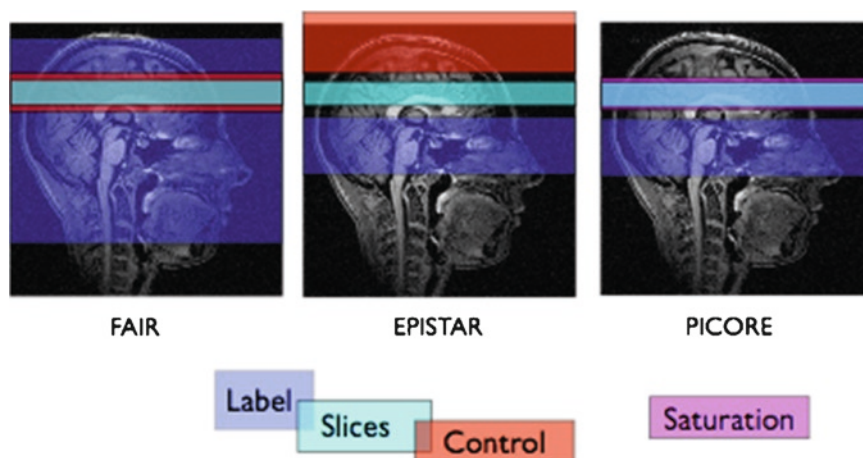 FAIR
EPISTAR
PICORE
Label
Slices
Control
Saturation